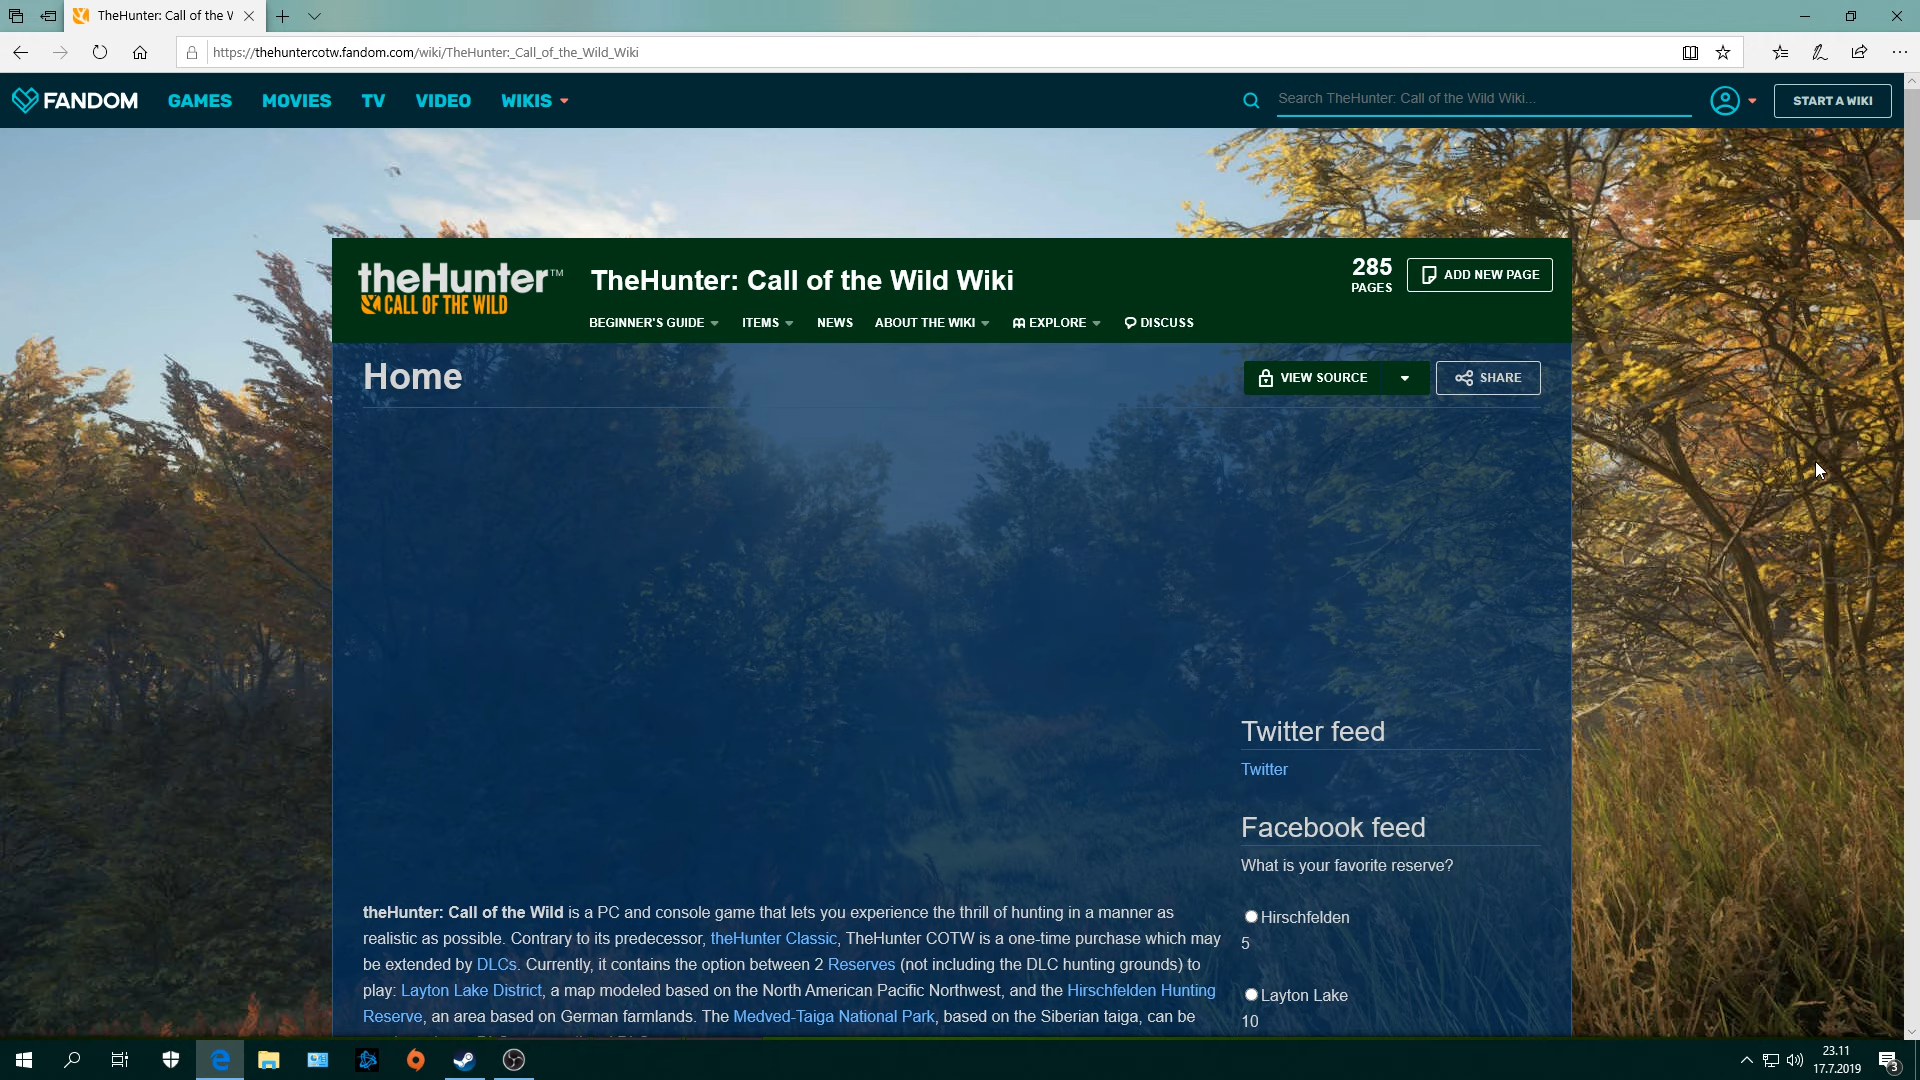 TheHunter: Call of the W
https://thehuntercotw.fandom.com/wiki/TheHunter:_Call_of_the_Wild_Wiki
FANDOM GAMES MOVIES TV VIDEO WIKIS Search TheHunter: Call of the Wild Wiki... START A WIKI
theHunter™
CALL OF THE WILD
TheHunter: Call of the Wild Wiki
285
PAGES
ADD NEW PAGE
BEGINNER'S GUIDE ITEMS NEWS ABOUT THE WIKI EXPLORE DISCUSS
Home
VIEW SOURCE SHARE
theHunter: Call of the Wild is a PC and console game that lets you experience the thrill of hunting in a manner as
realistic as possible. Contrary to its predecessor, theHunter Classic, TheHunter COTW is a one-time purchase which may
be extended by DLCs. Currently, it contains the option between 2 Reserves (not including the DLC hunting grounds) to
play: Layton Lake District, a map modeled based on the North American Pacific Northwest, and the Hirschfelden Hunting
Reserve, an area based on German farmlands. The Medved-Taiga National Park, based on the Siberian taiga, can be
Twitter feed
Twitter
Facebook feed
What is your favorite reserve?
Hirschfelden
5
Layton Lake
10
23.11
17.7.2019
3